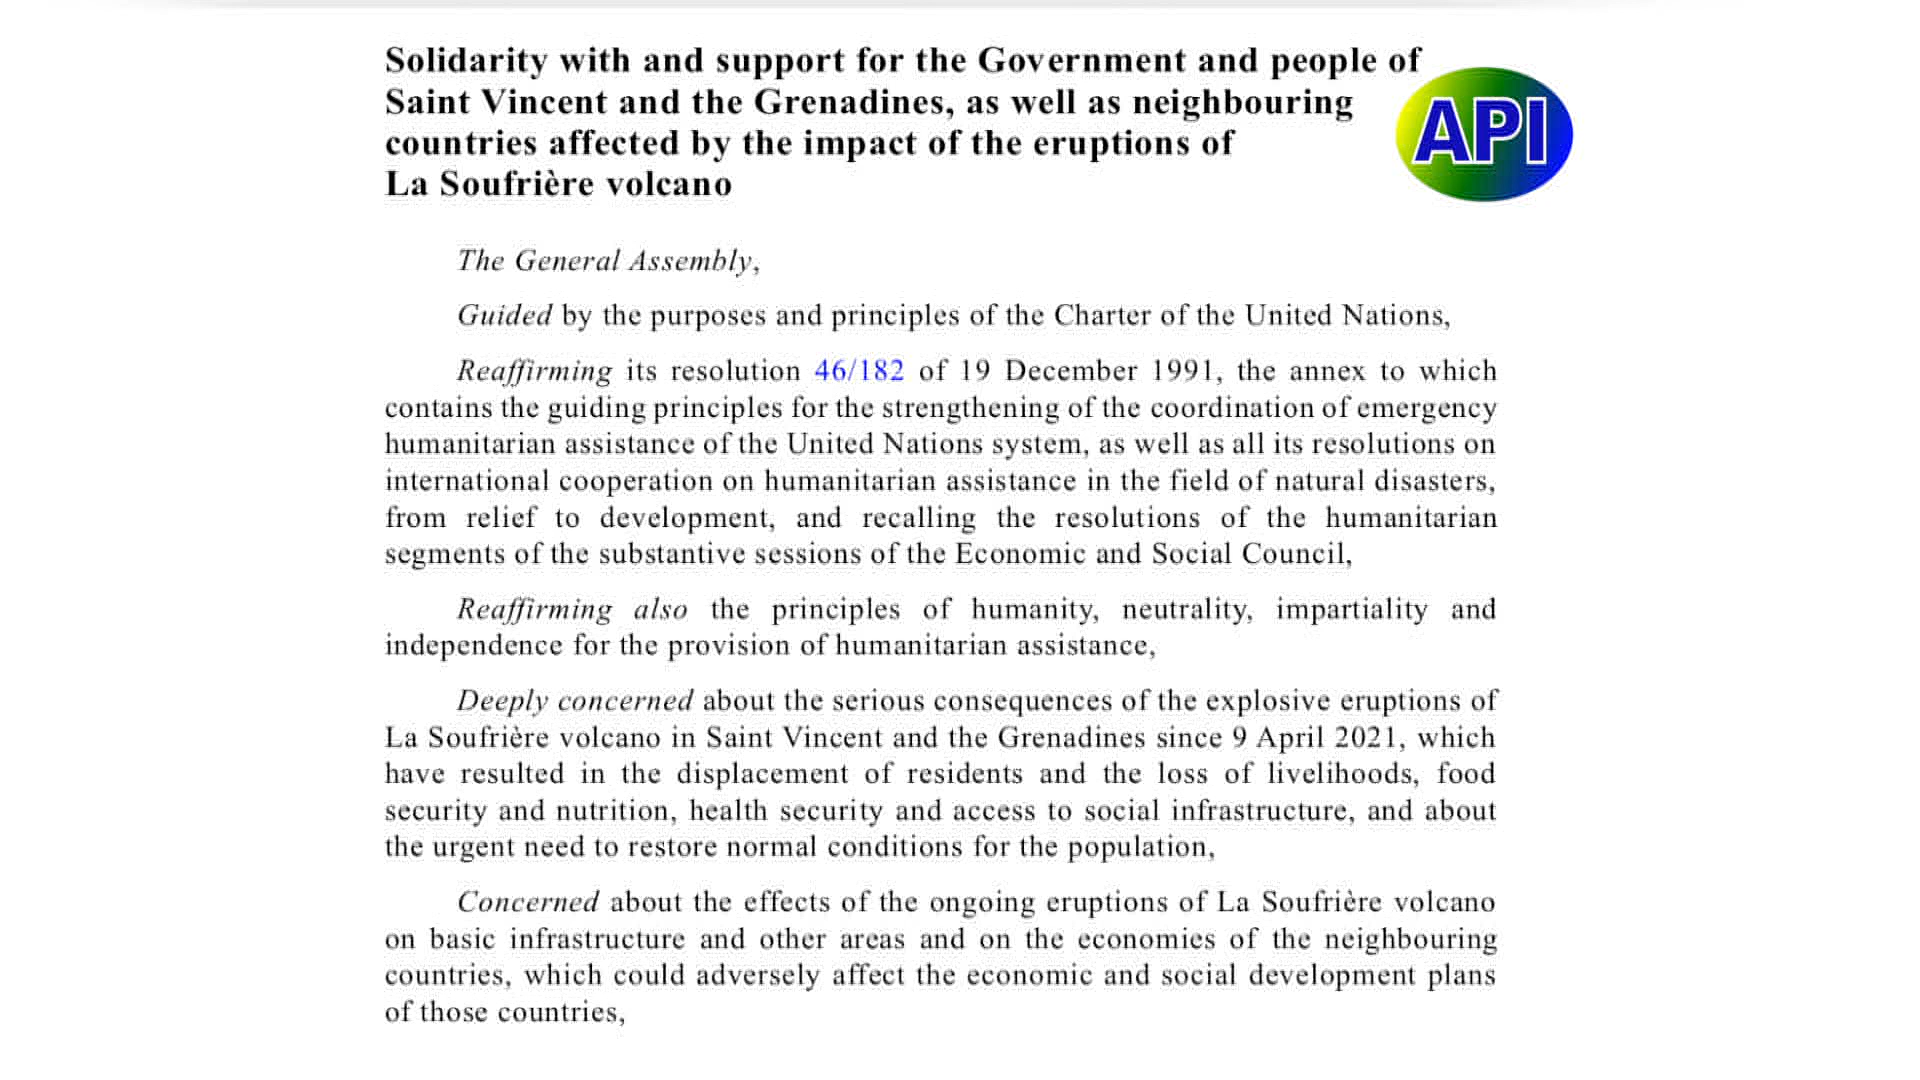 Solidarity with and support for the Government and people of
Saint Vincent and the Grenadines, as well as neighbouring
countries affected by the impact of the eruptions of
La Soufrière volcano
API
The General Assembly,
Guided by the purposes and principles of the Charter of the United Nations,
Reaffirming its resolution 46/182 of 19 December 1991, the annex to which
contains the guiding principles for the strengthening of the coordination of emergency
humanitarian assistance of the United Nations system, as well as all its resolutions on
international cooperation on humanitarian assistance in the field of natural disasters,
from relief to development, and recalling the resolutions of the humanitarian
segments of the substantive sessions of the Economic and Social Council,
Reaffirming also the principles of humanity, neutrality, impartiality and
independence for the provision of humanitarian assistance,
Deeply concerned about the serious consequences of the explosive eruptions of
La Soufrière volcano in Saint Vincent and the Grenadines since 9 April 2021, which
have resulted in the displacement of residents and the loss of livelihoods, food
security and nutrition, health security and access to social infrastructure, and about
the urgent need to restore normal conditions for the population,
Concerned about the effects of the ongoing eruptions of La Soufrière volcano
on basic infrastructure and other areas and on the economies of the neighbouring
countries, which could adversely affect the economic and social development plans
of those countries,